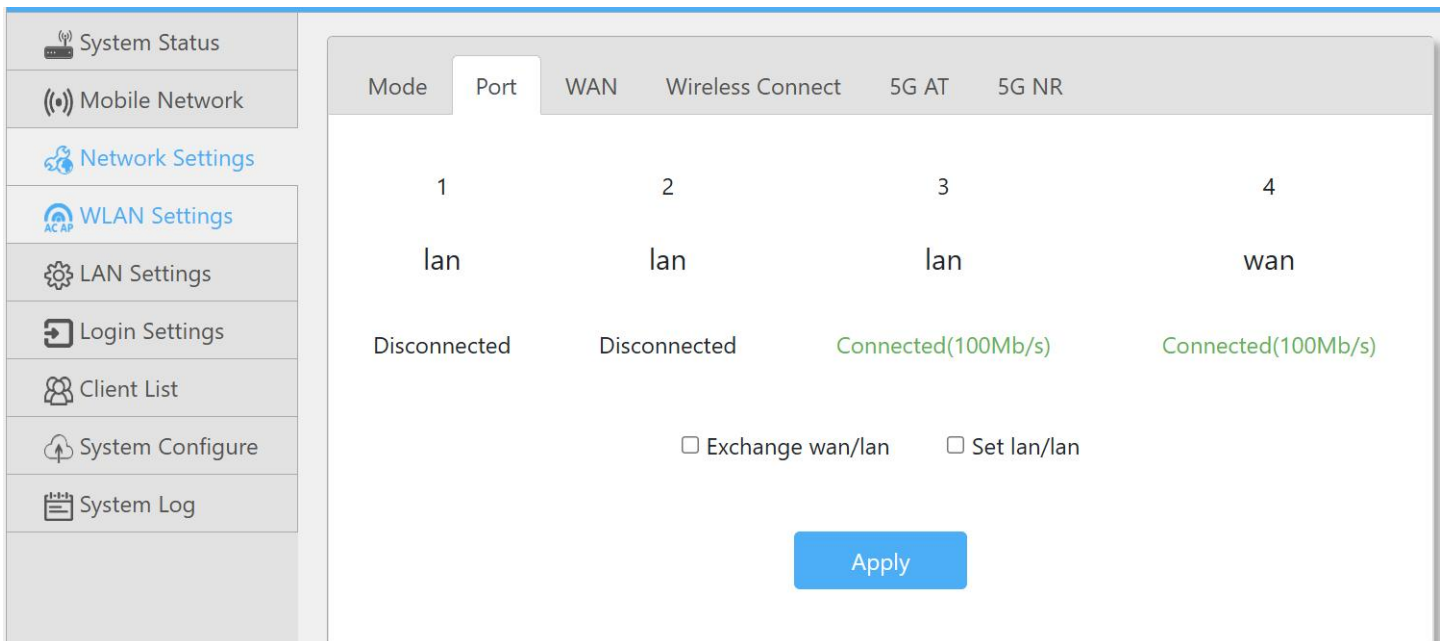 System Status
Mobile Network
Network Settings
AC AP
WLAN Settings
LAN Settings
Login Settings
Client List
System Configure
System Log
Mode Port WAN Wireless Connect 5G AT 5G NR
1 2 3 4
lan lan lan wan
Disconnected Disconnected Connected(100Mb/s) Connected(100Mb/s)
Exchange wan/lan Set lan/lan
Apply